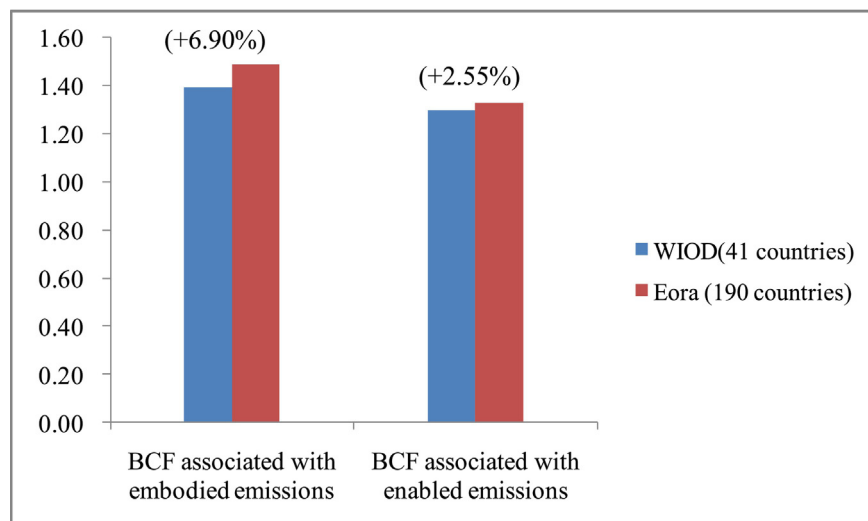 1.60
1.40
1.20
1.00
0.80
0.60
0.40
0.20
0.00
(+6.90%)
(+2.55%)
BCF associated with
embodied emissions
BCF associated with
enabled emissions
WIOD(41 countries)
Eora (190 countries)